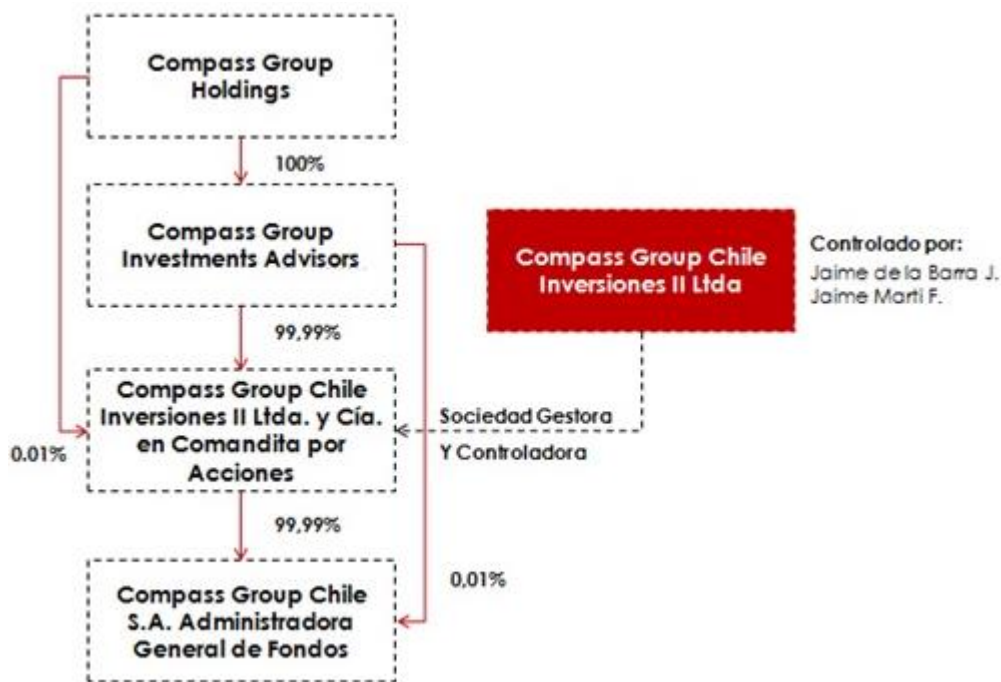 Compass Group
Holdings
100%
Compass Group
Investments Advisors
99,99%
Compass Group Chile
Inversiones II Ltda. y Cía.
en Comandita por
Acciones
0.01%
99,99%
Compass Group Chile
S.A. Administradora
General de Fondos
0,01%
Compass Group Chile
Inversiones II Ltda
Controlado por:
Jaime de la Barra J.
Jaime Marti F.
Sociedad Gestora
Y Controladora